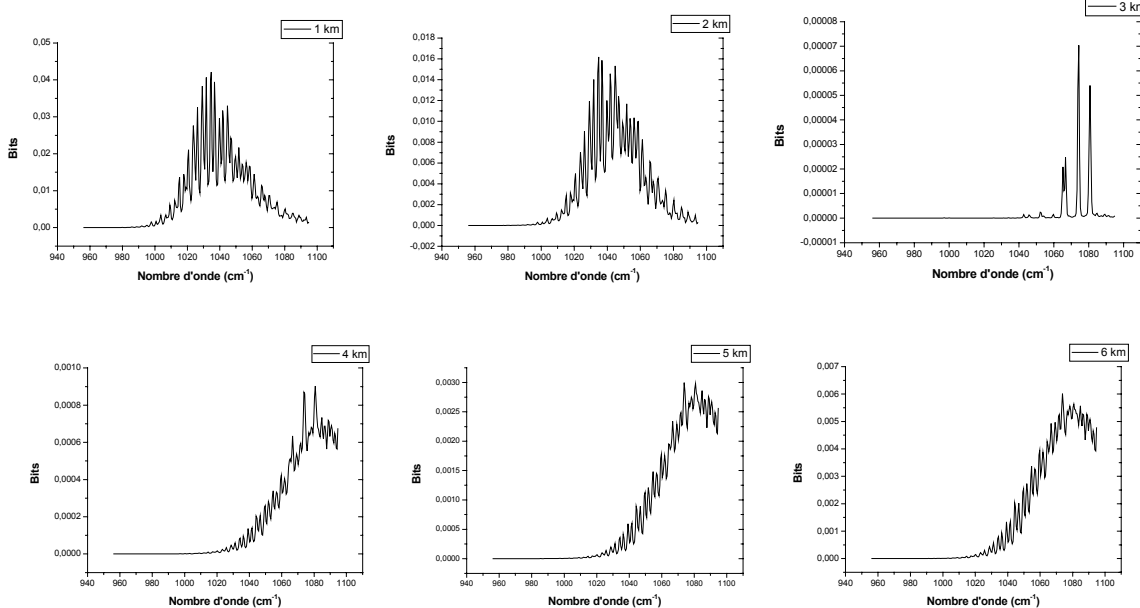 1 km
0,05
0,04
0,03
0,02
0,01
0,00
Bits
940 960 980 1000 1020 1040 1060 1080 1100
Nombre d'onde (cm-1)
2 km
0,018
0,016
0,014
0,012
0,010
0,008
0,006
0,004
0,002
0,000
-0,002
Bits
940 960 980 1000 1020 1040 1060 1080 1100
Nombre d'onde (cm-1)
3 km
0,00008
0,00007
0,00006
0,00005
0,00004
0,00003
0,00002
0,00001
0,00000
-0,00001
Bits
940 960 980 1000 1020 1040 1060 1080 1100
Nombre d'onde (cm-1)
4 km
0,0010
0,0008
0,0006
0,0004
0,0002
0,0000
Bits
940 960 980 1000 1020 1040 1060 1080 1100
Nombre d'onde (cm-1)
5 km
0,0030
0,0025
0,0020
0,0015
0,0010
0,0005
0,0000
Bits
940 960 980 1000 1020 1040 1060 1080 1100
Nombre d'onde (cm-1)
6 km
0,007
0,006
0,005
0,004
0,003
0,002
0,001
0,000
Bits
940 960 980 1000 1020 1040 1060 1080 1100
Nombre d'onde (cm-1)